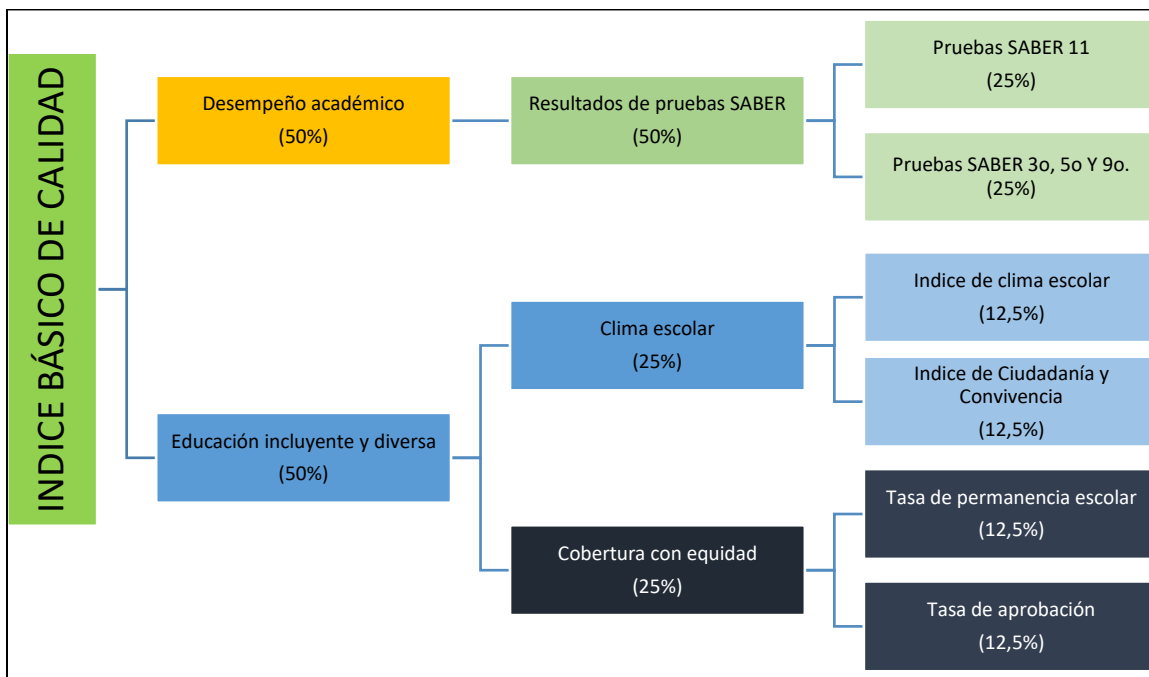 INDICE BÁSICO DE CALIDAD
Desempeño académico
(50%)
Resultados de pruebas SABER
(50%)
Pruebas SABER 11
(25%)
Pruebas SABER 3o, 5o Y 9o.
(25%)
Educación incluyente y diversa
(50%)
Clima escolar
(25%)
Indice de clima escolar
(12,5%)
Indice de Ciudadanía y
Convivencia
(12,5%)
Cobertura con equidad
(25%)
Tasa de permanencia escolar
(12,5%)
Tasa de aprobación
(12,5%)